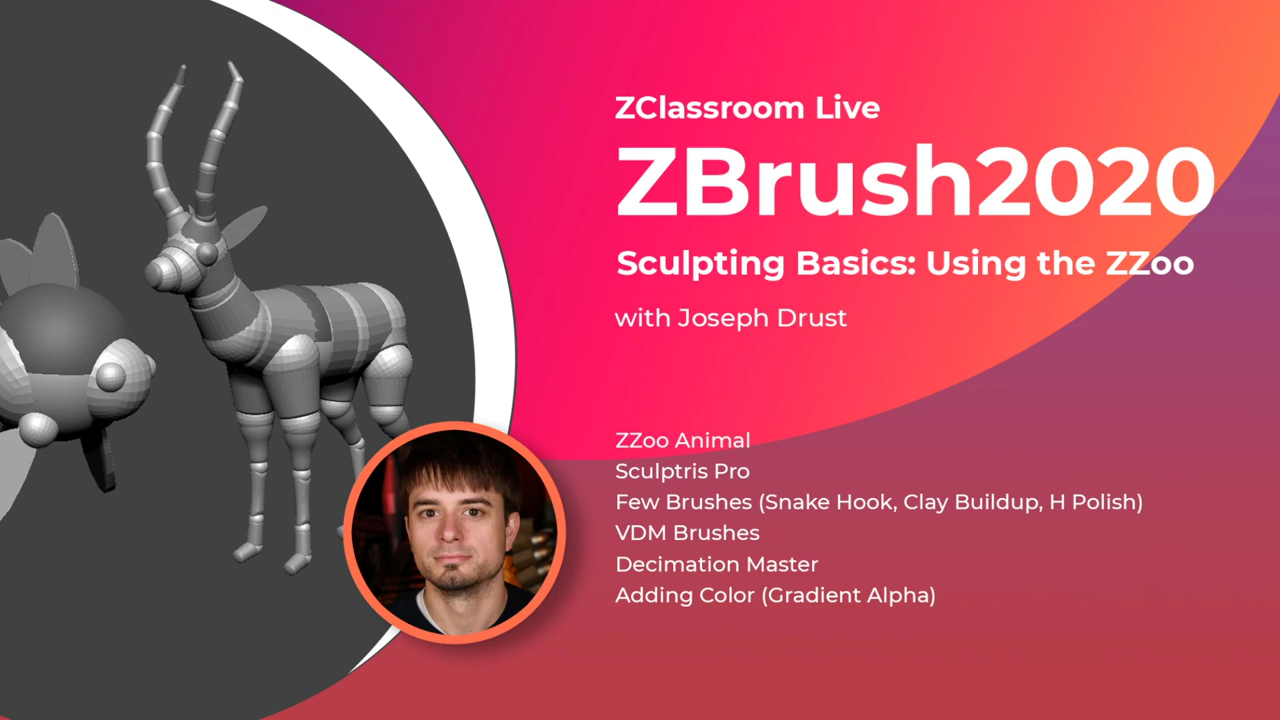 ZClassroom Live
ZBrush2020
Sculpting Basics: Using the ZZoo
with Joseph Drust
ZZoo Animal
Sculptris Pro
Few Brushes (Snake Hook, Clay Buildup, H Polish)
VDM Brushes
Decimation Master
Adding Color (Gradient Alpha)